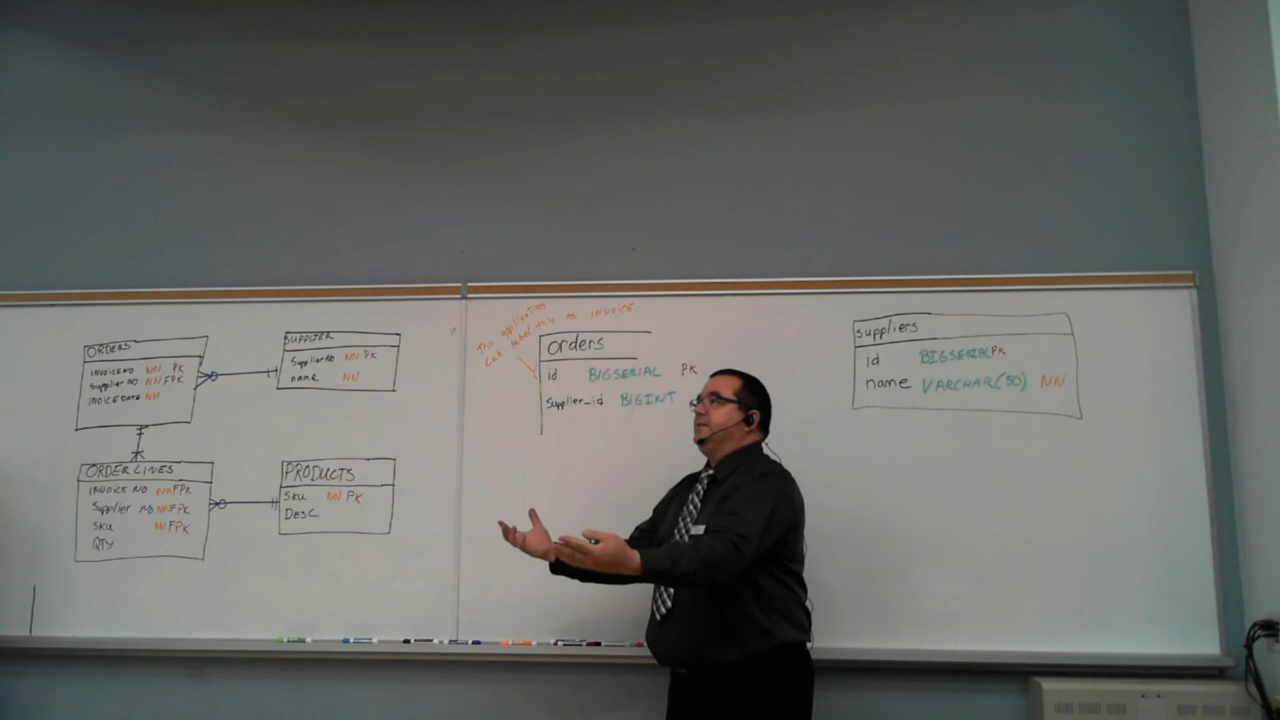 ORDERS
INVOICE NO NN PK
Supplier NO NN FPK
INOICE DATE NN
SUPPLIER
Supplier NO NN PK
name NN
ORDER LINES
INVOICE NO NN FPK
Supplier NO NN FPK
SKU NN FPK
QTY
PRODUCTS
SKU NN PK
DESC
The application
can label this as INVOICE.
orders
id BIGSERIAL PK
Supplier_id BIGINT
suppliers
id BIGSERIAL PK
name VARCHAR(50) NN